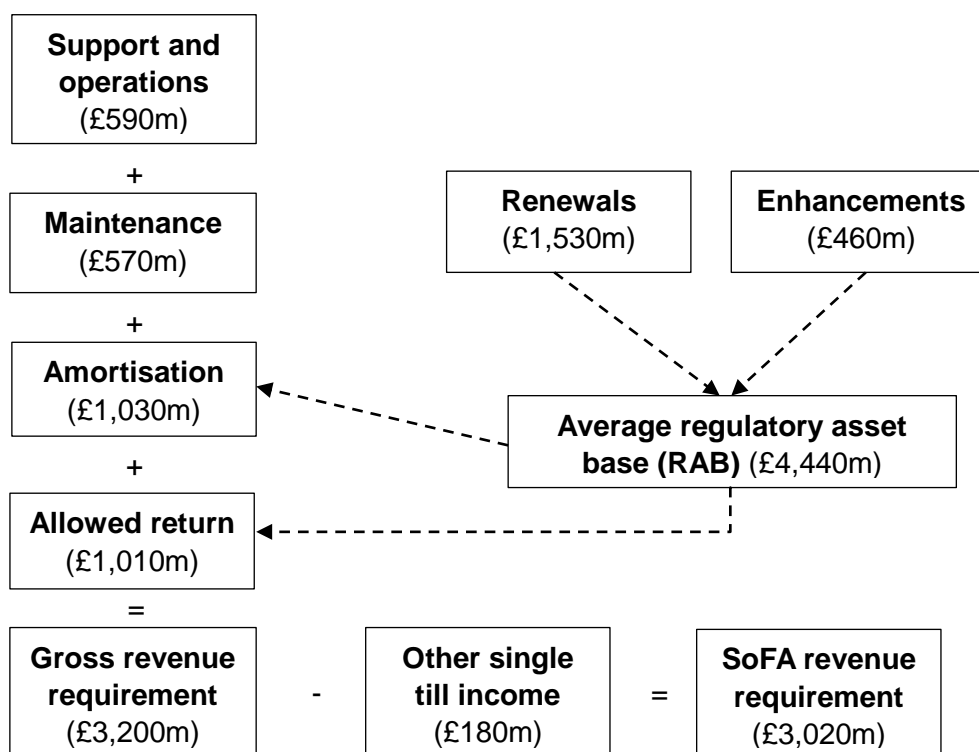 Support and
operations
(£590m)
+
Maintenance
(£570m)
+
Amortisation
(£1,030m)
+
Allowed return
(£1,010m)
=
Gross revenue
requirement
(£3,200m)
-
Other single
till income
(£180m)
=
SoFA revenue
requirement
(£3,020m)
Renewals
(£1,530m)
Enhancements
(£460m)
Average regulatory asset
base (RAB) (£4,440m)